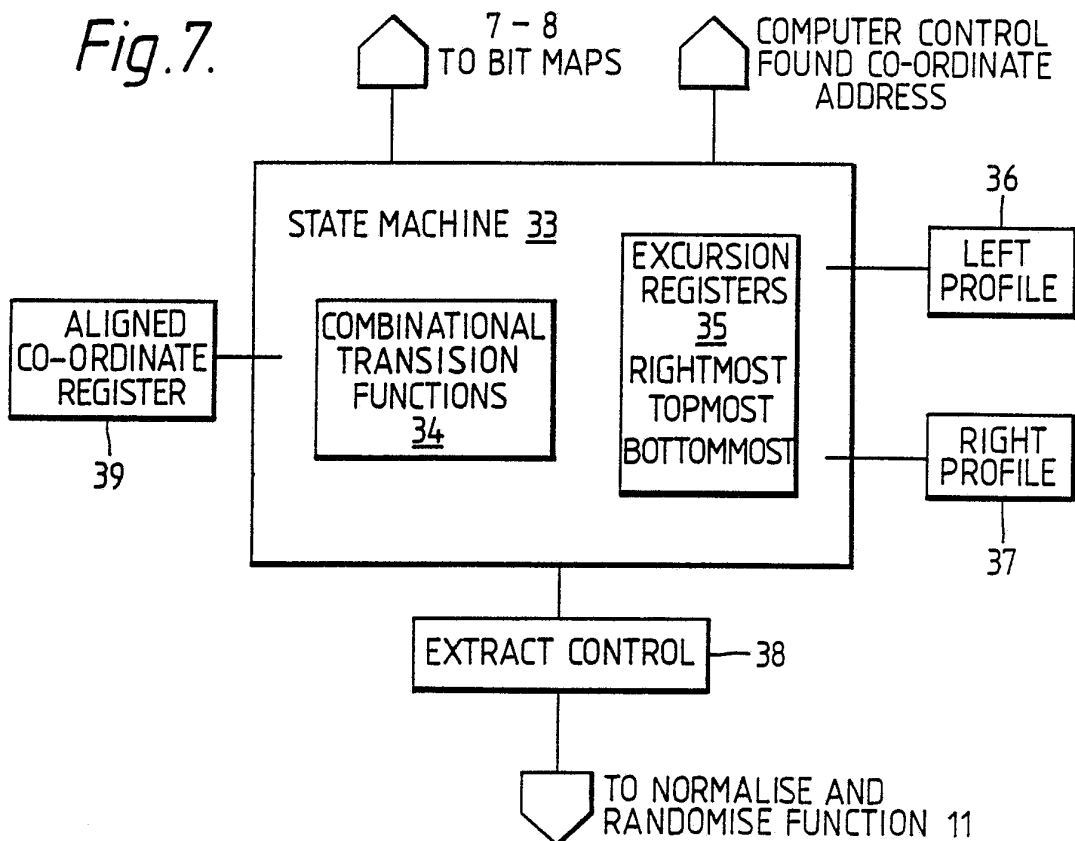 Fig.7.
7 - 8
TO BIT MAPS
COMPUTER CONTROL
FOUND CO-ORDINATE
ADDRESS
STATE MACHINE 33
COMBINATIONAL
TRANSISION
FUNCTIONS
34
EXCURSION
REGISTERS
35
RIGHTMOST
TOPMOST
BOTTOMMOST
36
LEFT
PROFILE
RIGHT
PROFILE
37
ALIGNED
CO-ORDINATE
REGISTER
39
EXTRACT CONTROL
38
TO NORMALISE AND
RANDOMISE FUNCTION 11